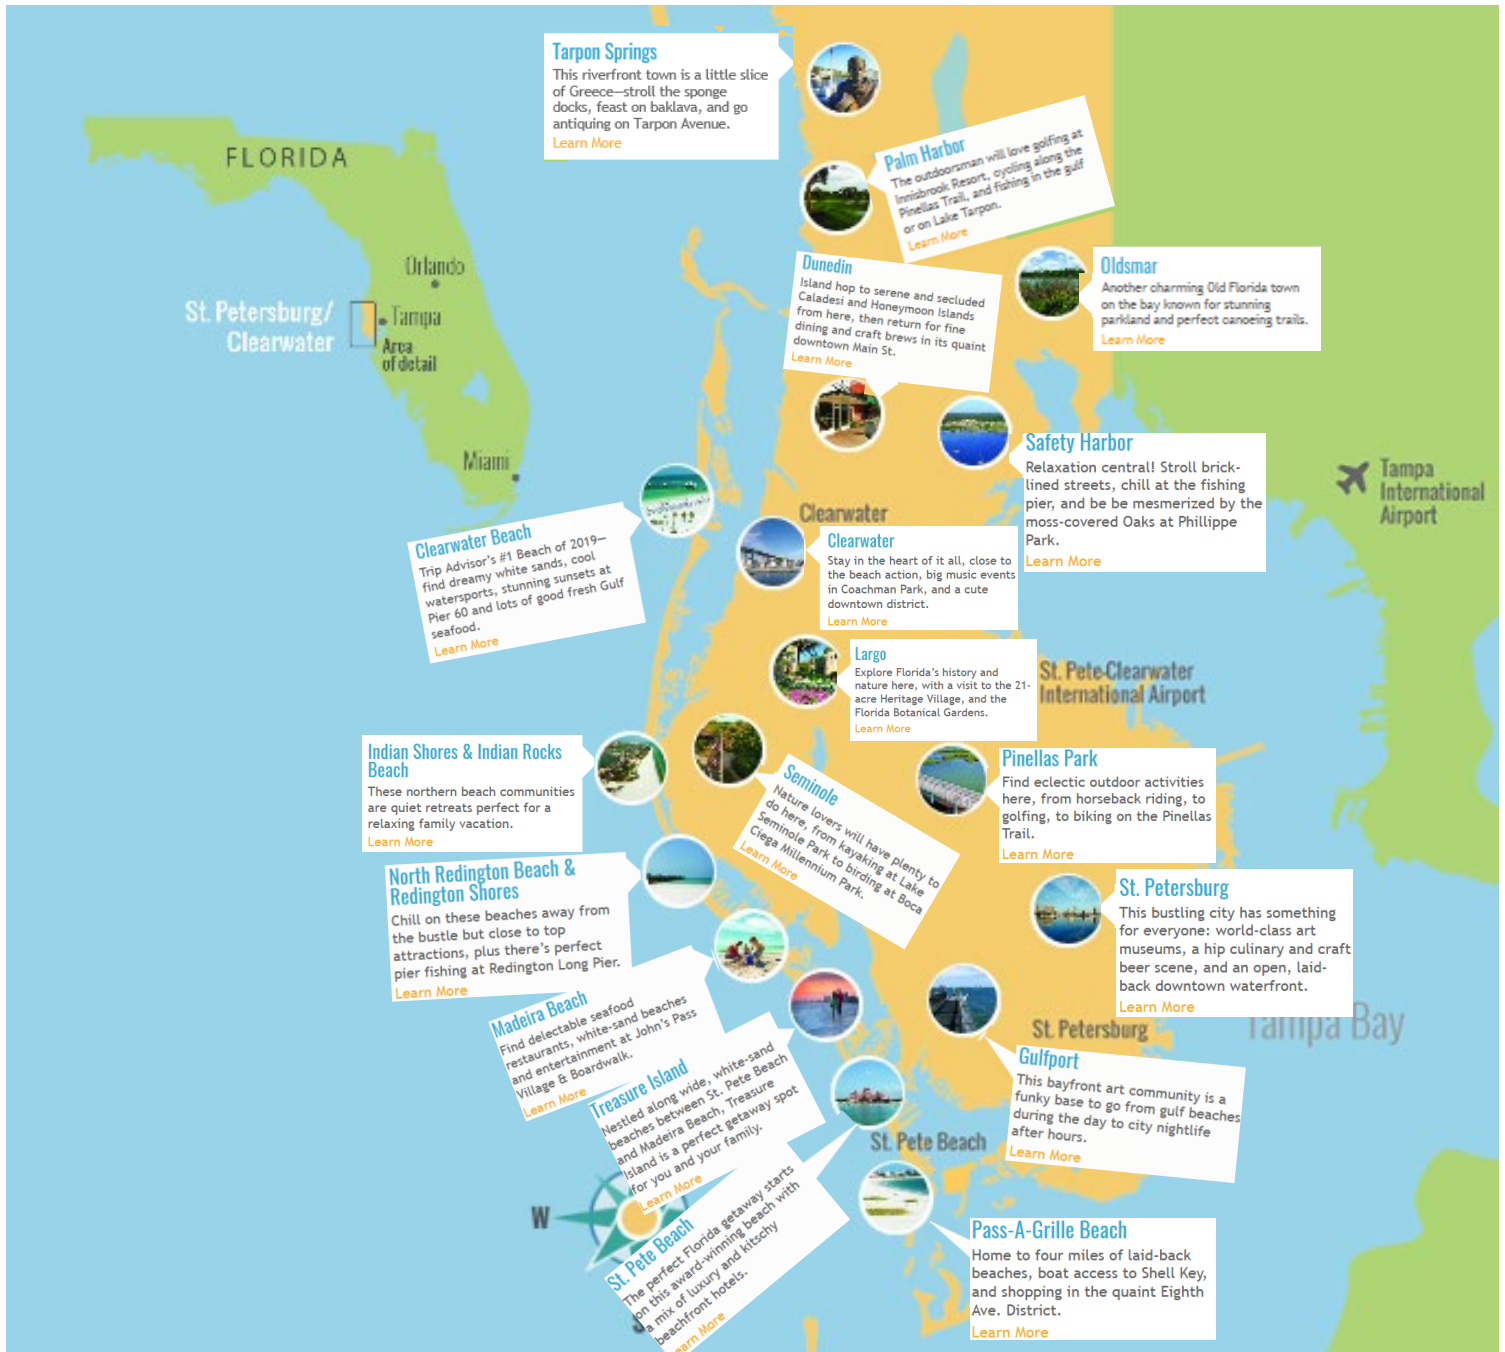 Tarpon Springs
This riverfront town is a little slice
of Greece—stroll the sponge
docks, feast on baklava, and go
antiquing on Tarpon Avenue.
Learn More
FLORIDA
Orlando
St. Petersburg/
Clearwater
Tampa
Area
of detail
Miami
Palm Harbor
The outdoorsman will love golfing at
Innisbrook Resort, cycling along the
Pinellas Trail, and fishing in the gulf
or on Lake Tarpon.
Learn More
Dunedin
Island hop to serene and secluded
Caladesi and Honeymoon Islands
from here, then return for fine
dining and craft brews in its quaint
downtown Main St.
Learn More
Oldsmar
Another charming Old Florida town
on the bay known for stunning
parkland and perfect canoeing trails.
Learn More
Safety Harbor
Relaxation central! Stroll brick-
lined streets, chill at the fishing
pier, and be be mesmerized by the
moss-covered Oaks at Phillippe
Park.
Learn More
Tampa
International
Airport
Clearwater Beach
Trip Advisor's #1 Beach of 2019—
find dreamy white sands, cool
watersports, stunning sunsets at
Pier 60 and lots of good fresh Gulf
seafood.
Learn More
Clearwater
Clearwater
Stay in the heart of it all, close to
the beach action, big music events
in Coachman Park, and a cute
downtown district.
Learn More
Largo
Explore Florida's history and
nature here, with a visit to the 21-
acre Heritage Village, and the
Florida Botanical Gardens.
Learn More
St. Pete-Clearwater
International Airport
Indian Shores & Indian Rocks
Beach
These northern beach communities
are quiet retreats perfect for a
relaxing family vacation.
Learn More
Seminole
Nature lovers will have plenty to
do here, from kayaking at Lake
Seminole Park to birding at Boca
Ciega Millennium Park.
Learn More
Pinellas Park
Find eclectic outdoor activities
here, from horseback riding, to
golfing, to biking on the Pinellas
Trail.
Learn More
North Redington Beach &
Redington Shores
Chill on these beaches away from
the bustle but close to top
attractions, plus there's perfect
pier fishing at Redington Long Pier.
Learn More
St. Petersburg
This bustling city has something
for everyone: world-class art
museums, a hip culinary and craft
beer scene, and an open, laid-
back downtown waterfront.
Learn More
Madeira Beach
Find delectable seafood
restaurants, white-sand beaches
and entertainment at John's Pass
Village & Boardwalk.
Learn More
St. Petersburg
Tampa Bay
Treasure Island
Nestled along wide, white-sand
beaches between St. Pete Beach
and Madeira Beach, Treasure
Island is a perfect getaway spot
for you and your family.
Learn More
Gulfport
This bayfront art community is a
funky base to go from gulf beaches
during the day to city nightlife
after hours.
Learn More
St. Pete Beach
W
St. Pete Beach
The perfect Florida getaway starts
on this award-winning beach with
a mix of luxury and kitschy
beachfront hotels.
earn More
Pass-A-Grille Beach
Home to four miles of laid-back
beaches, boat access to Shell Key,
and shopping in the quaint Eighth
Ave. District.
Learn More